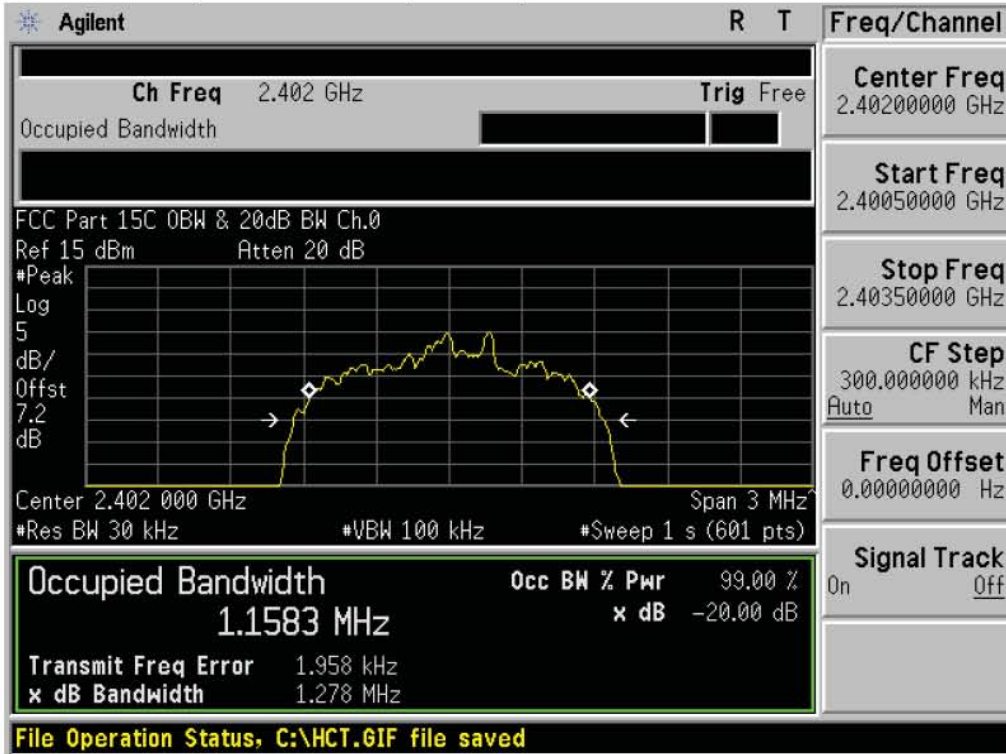 Agilent R T
Ch Freq 2.402 GHz Trig Free
Occupied Bandwidth
FCC Part 15C OBW & 20dB BW Ch.0
Ref 15 dBm Atten 20 dB
#Peak
Log
5
dB/
Offst
7.2
dB
Center 2.402 000 GHz Span 3 MHz^
#Res BW 30 kHz #VBW 100 kHz #Sweep 1 s (601 pts)
Occupied Bandwidth Occ BW % Pwr 99.00 %
1.1583 MHz x dB -20.00 dB
Transmit Freq Error 1.958 kHz
x dB Bandwidth 1.278 MHz
File Operation Status, C:\HCT.GIF file saved
Freq/Channel
Center Freq
2.40200000 GHz
Start Freq
2.40050000 GHz
Stop Freq
2.40350000 GHz
CF Step
300.000000 kHz
Auto Man
Freq Offset
0.00000000 Hz
Signal Track
On Off